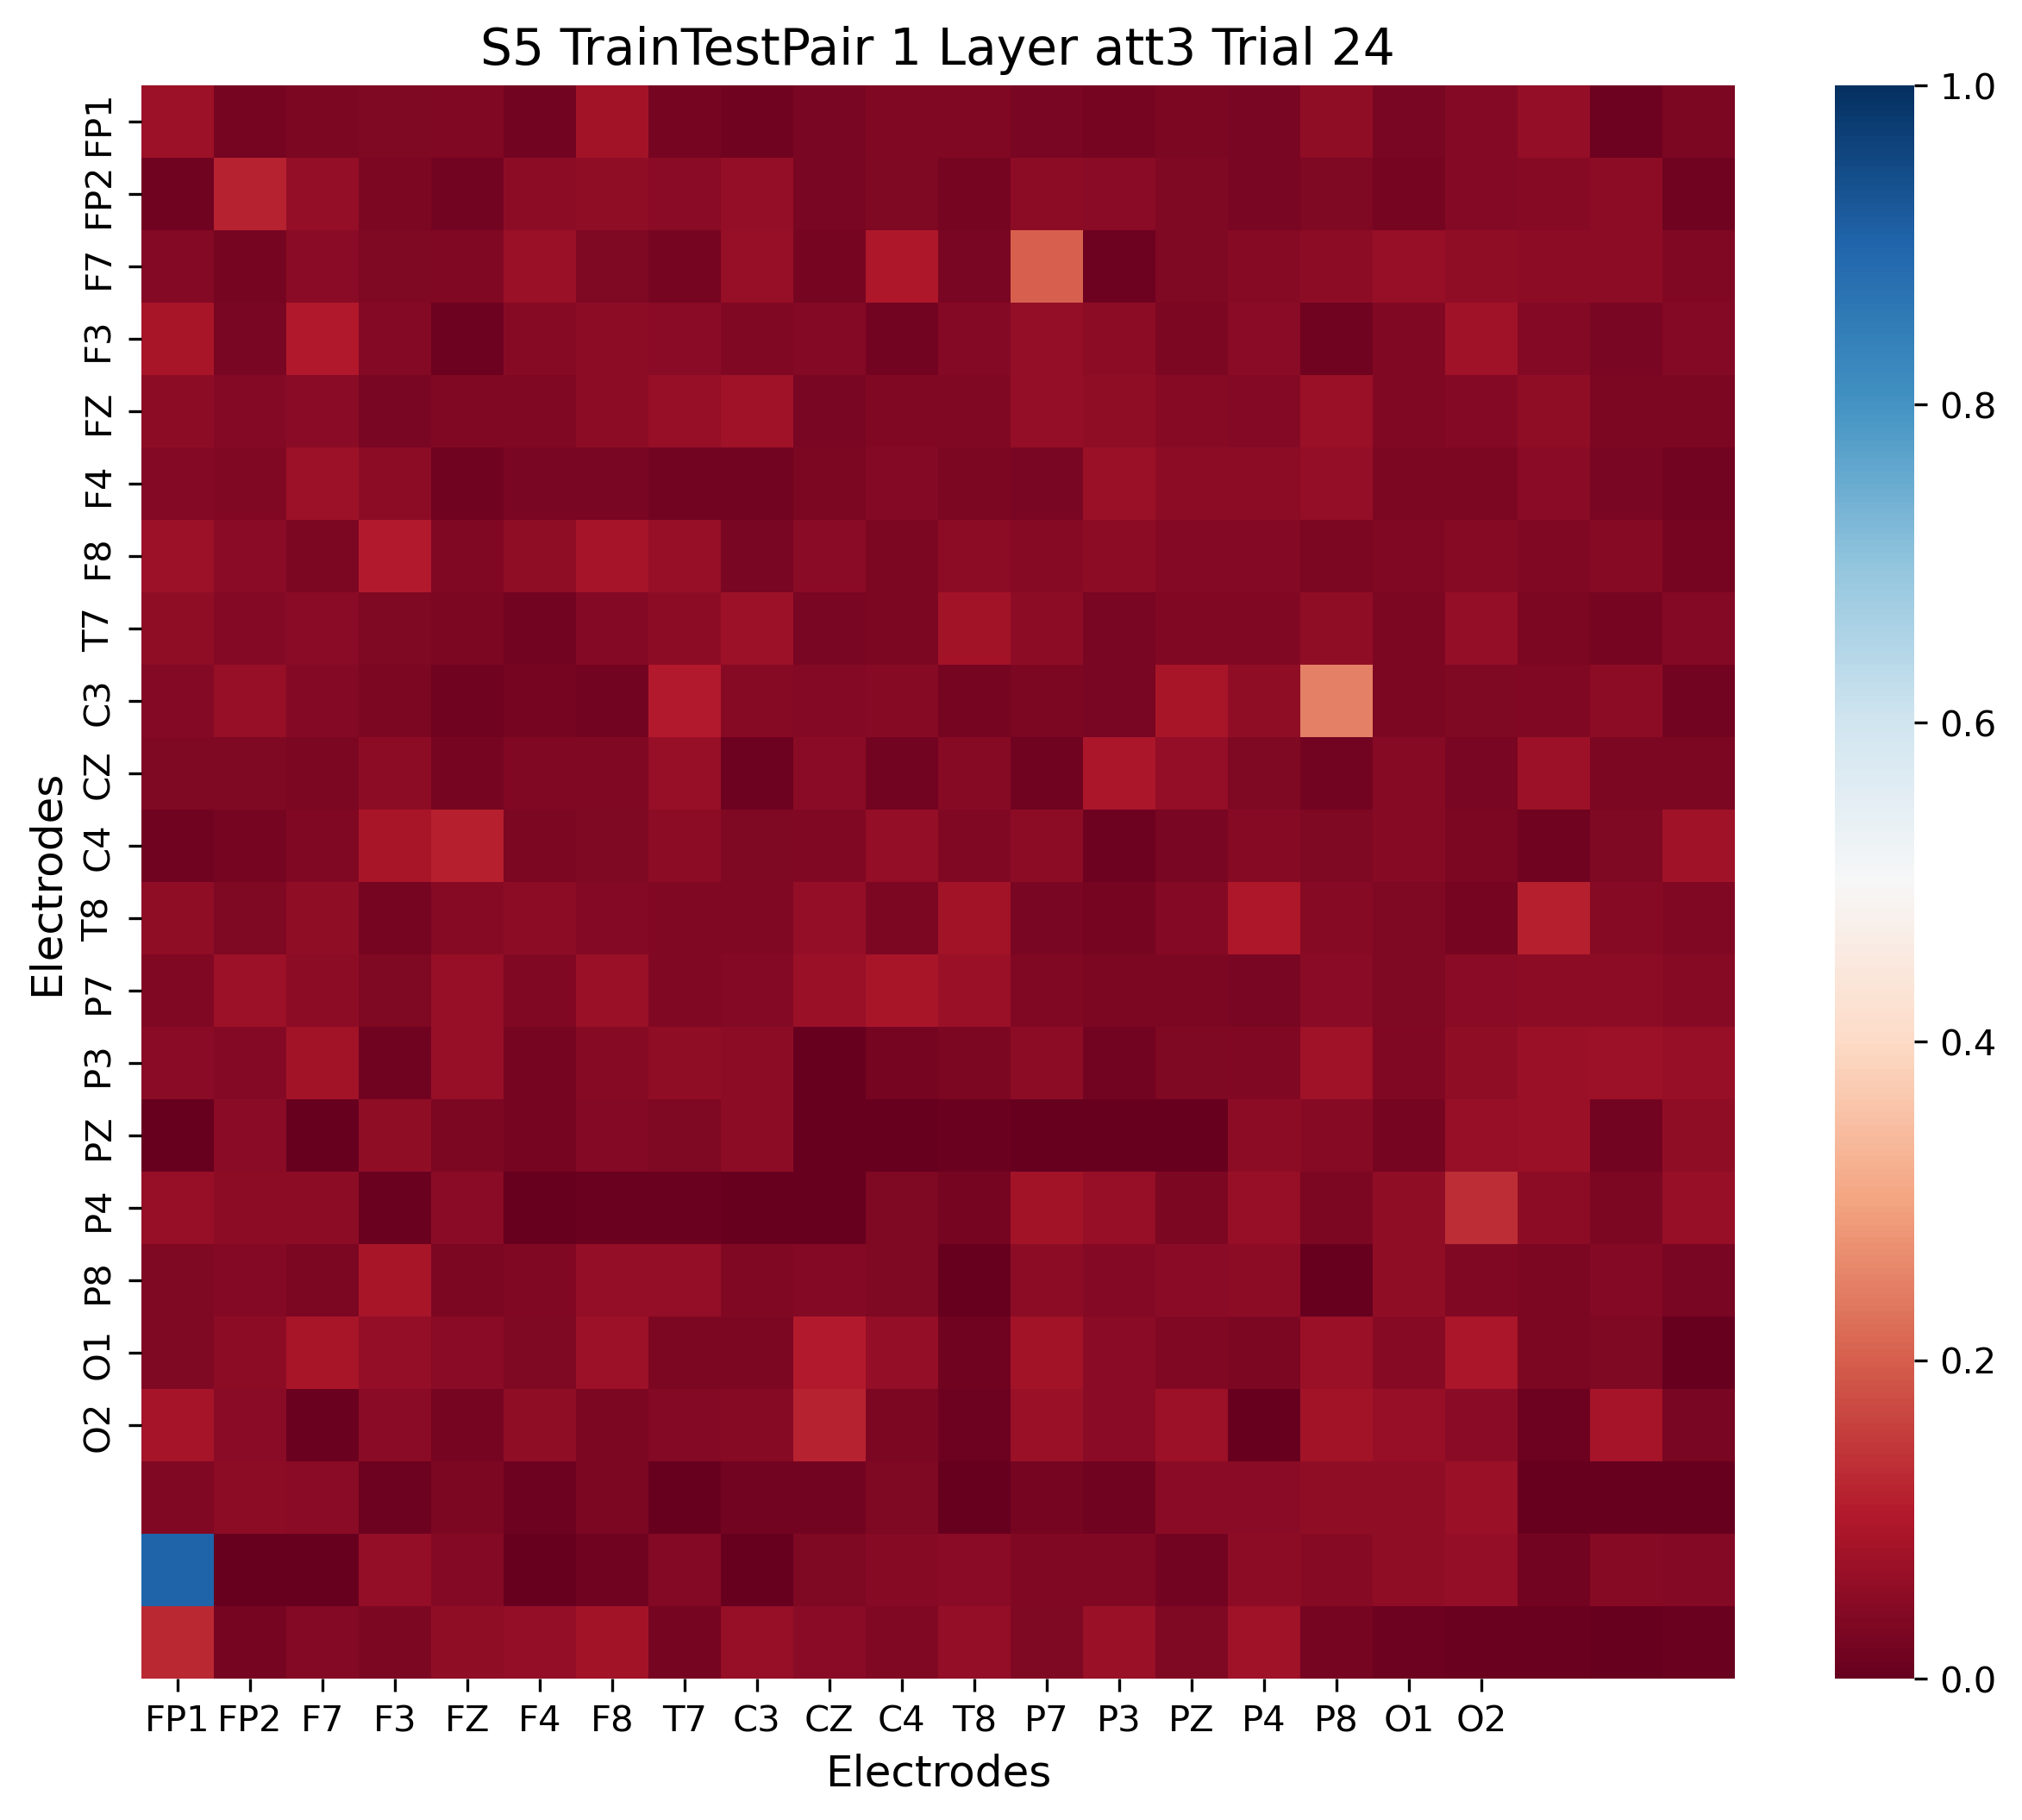 S5 TrainTestPair 1 Layer att3 Trial 24
Electrodes
FP1
FP2
F7
F3
FZ
F4
F8
T7
C3
CZ
C4
T8
P7
P3
PZ
P4
P8
O1
O2
FP1 FP2 F7 F3 FZ F4 F8 T7 C3 CZ C4 T8 P7 P3 PZ P4 P8 O1 O2
Electrodes
1.0
0.8
0.6
0.4
0.2
0.0